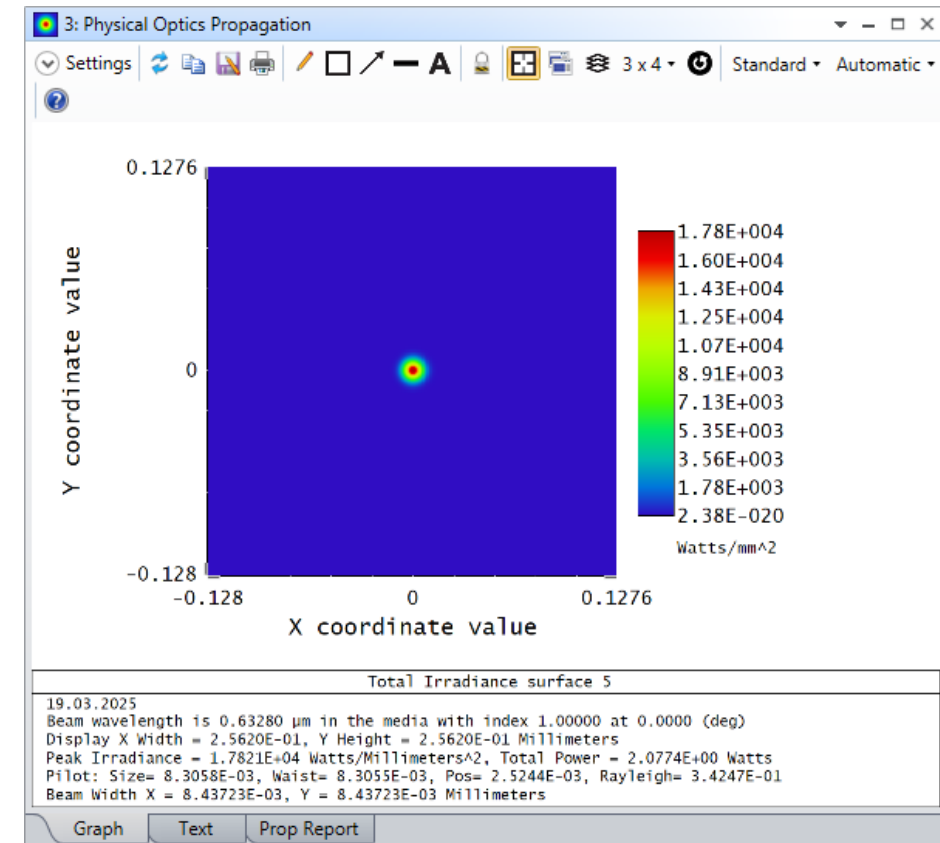 3: Physical Optics Propagation
Settings A 3 x 4 Standard Automatic
?
0.1276
0
-0.128
Y coordinate value
-0.128 0 0.1276
X coordinate value
1.78E+004
1.60E+004
1.43E+004
1.25E+004
1.07E+004
8.91E+003
7.13E+003
5.35E+003
3.56E+003
1.78E+003
2.38E-020
Watts/mm^2
Total Irradiance surface 5
19.03.2025
Beam wavelength is 0.63280 µm in the media with index 1.00000 at 0.0000 (deg)
Display X Width = 2.5620E-01, Y Height = 2.5620E-01 Millimeters
Peak Irradiance = 1.7821E+04 Watts/Millimeters^2, Total Power = 2.0774E+00 Watts
Pilot: Size= 8.3058E-03, Waist= 8.3055E-03, Pos= 2.5244E-03, Rayleigh= 3.4247E-01
Beam Width X = 8.43723E-03, Y = 8.43723E-03 Millimeters
Graph Text Prop Report